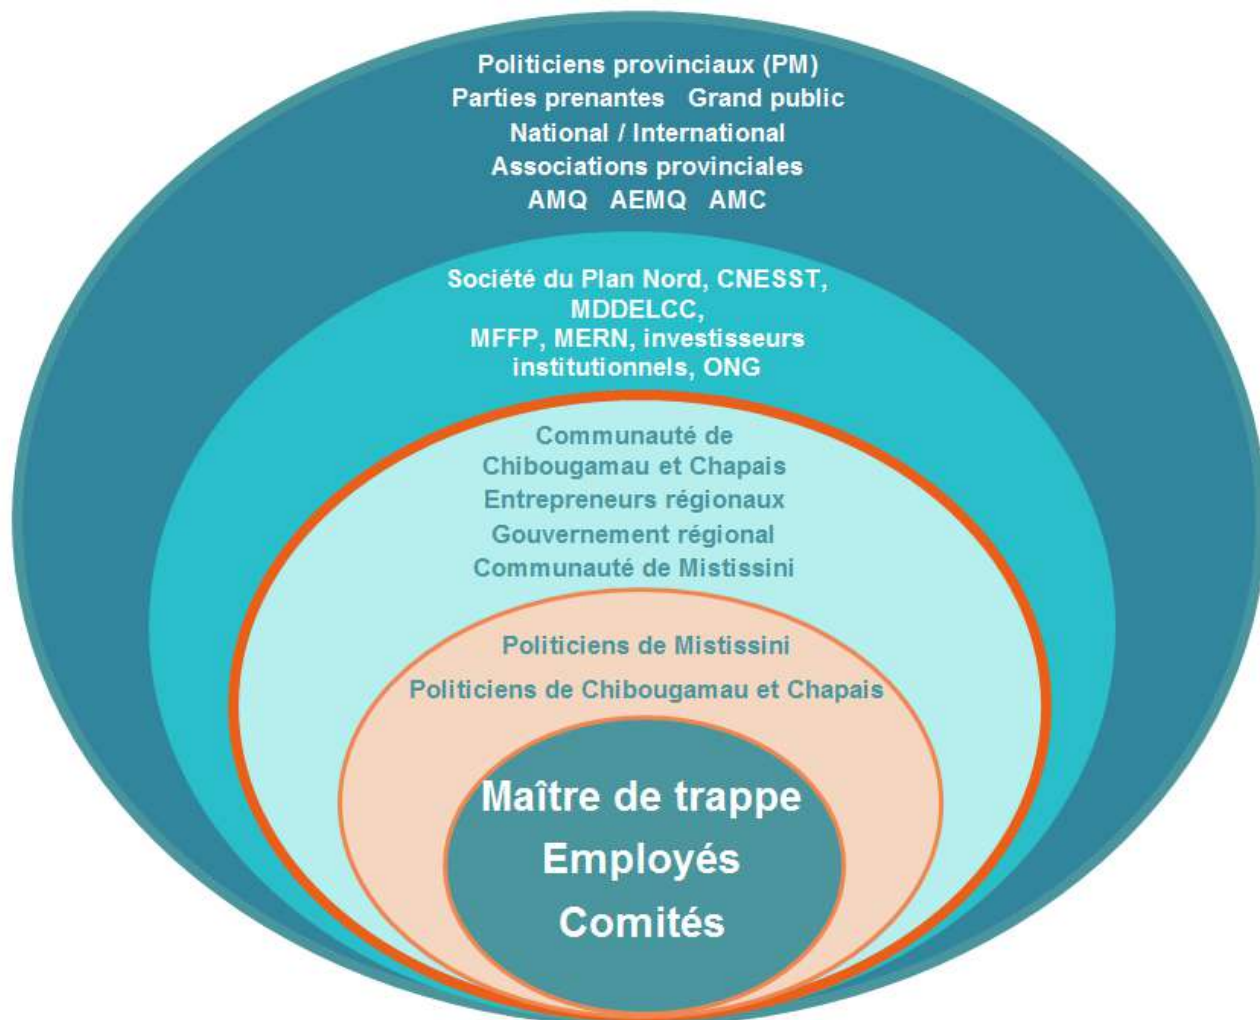 Politiciens provinciaux (PM)
Parties prenantes Grand public
National / International
Associations provinciales
AMQ AEMQ AMC
Société du Plan Nord, CNESST,
MDDELCC,
MFFP, MERN, investisseurs
institutionnels, ONG
Communauté de
Chibougamau et Chapais
Entrepreneurs régionaux
Gouvernement régional
Communauté de Mistissini
Politiciens de Mistissini
Politiciens de Chibougamau et Chapais
Maître de trappe
Employés
Comités